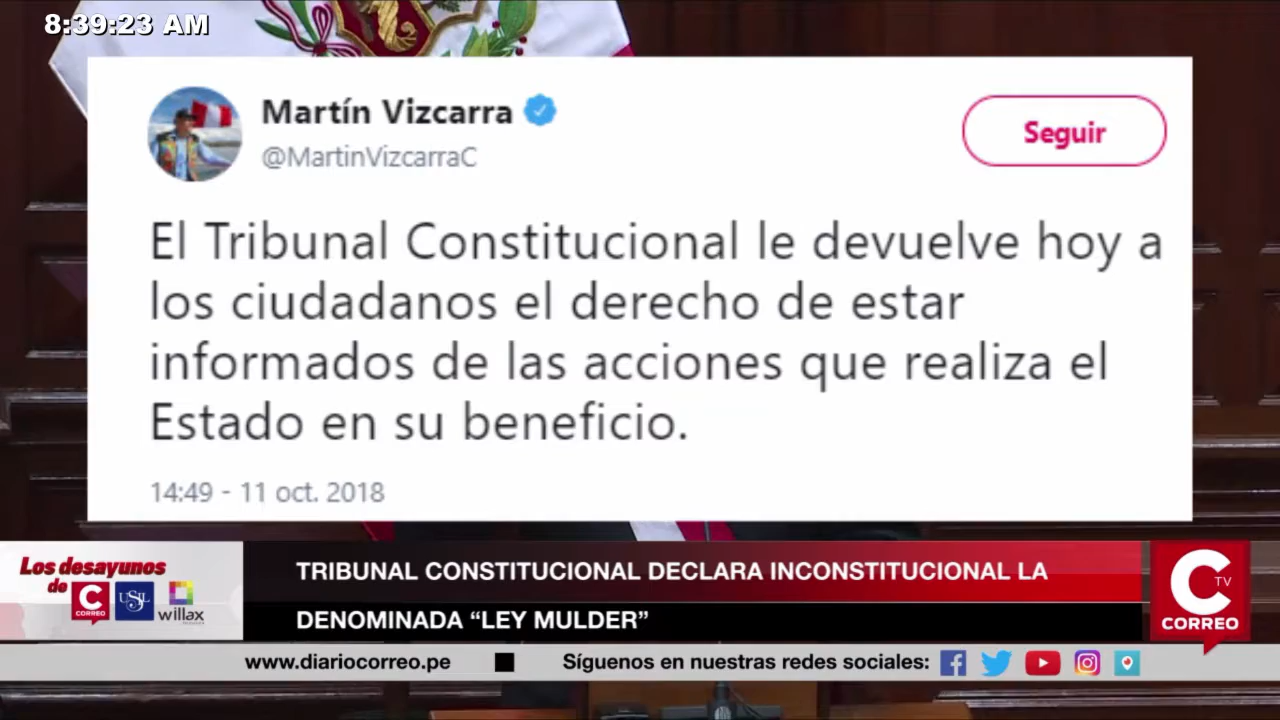 8:39:23 AM
Martín Vizcarra
@MartinVizcarraC
Seguir
El Tribunal Constitucional le devuelve hoy a
los ciudadanos el derecho de estar
informados de las acciones que realiza el
Estado en su beneficio.
14:49 - 11 oct. 2018
Los desayunos
de
C
CORREO
USIL
willax
TRIBUNAL CONSTITUCIONAL DECLARA INCONSTITUCIONAL LA
DENOMINADA “LEY MULDER”
C TV
CORREO
www.diariocorreo.pe
Síguenos en nuestras redes sociales: